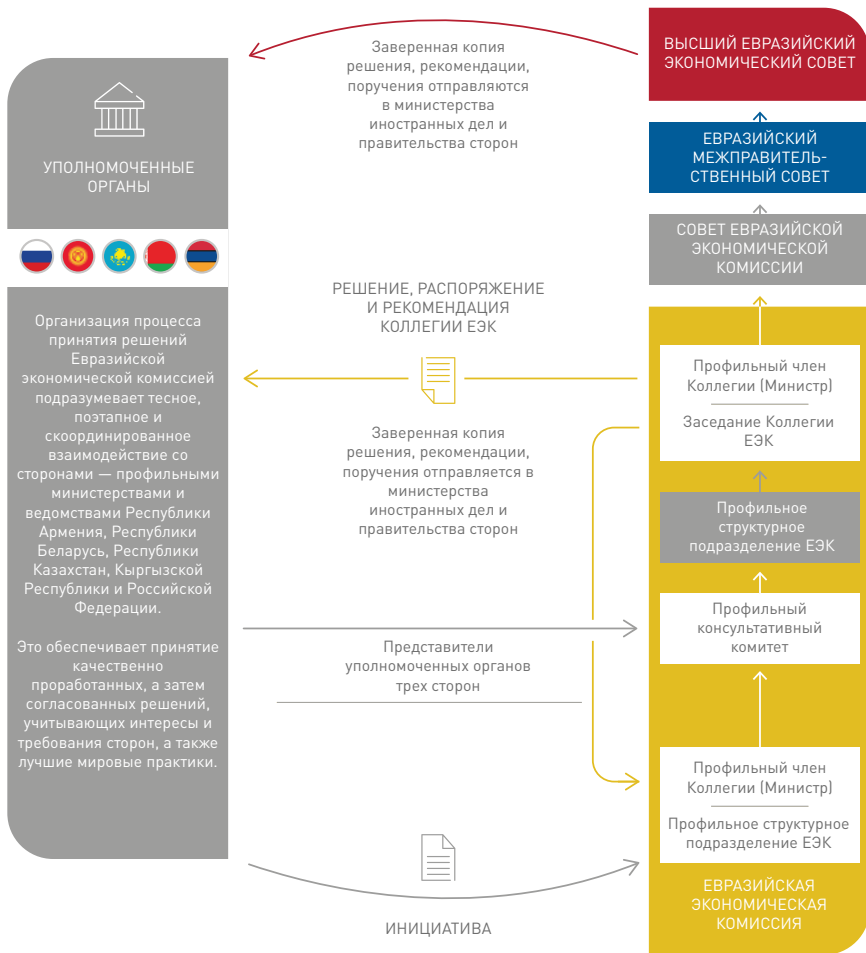 УПОЛНОМОЧЕННЫЕ
ОРГАНЫ
Организация процесса
принятия решений
Евразийской
экономической комиссией
подразумевает тесное,
поэтапное и
скоординированное
взаимодействие со
сторонами — профильными
министерствами и
ведомствами Республики
Армения, Республики
Беларусь, Республики
Казахстан, Кыргызской
Республики и Российской
Федерации.
Это обеспечивает принятие
качественно
проработанных, а затем
согласованных решений,
учитывающих интересы и
требования сторон, а также
лучшие мировые практики.
Заверенная копия
решения, рекомендации,
поручения отправляются
в министерства
иностранных дел и
правительства сторон
РЕШЕНИЕ, РАСПОРЯЖЕНИЕ
И РЕКОМЕНДАЦИЯ
КОЛЛЕГИИ ЕЭК
Заверенная копия
решения, рекомендации,
поручения отправляется в
министерства
иностранных дел и
правительства сторон
Представители
уполномоченных органов
трех сторон
ИНИЦИАТИВА
ВЫСШИЙ ЕВРАЗИЙСКИЙ
ЭКОНОМИЧЕСКИЙ СОВЕТ
ЕВРАЗИЙСКИЙ
МЕЖПРАВИТЕЛЬ-
СТВЕННЫЙ СОВЕТ
СОВЕТ ЕВРАЗИЙСКОЙ
ЭКОНОМИЧЕСКОЙ
КОМИССИИ
Профильный член
Коллегии (Министр)
Заседание Коллегии
ЕЭК
Профильное
структурное
подразделение ЕЭК
Профильный
консультативный
комитет
Профильный член
Коллегии (Министр)
Профильное структурное
подразделение ЕЭК
ЕВРАЗИЙСКАЯ
ЭКОНОМИЧЕСКАЯ
КОМИССИЯ